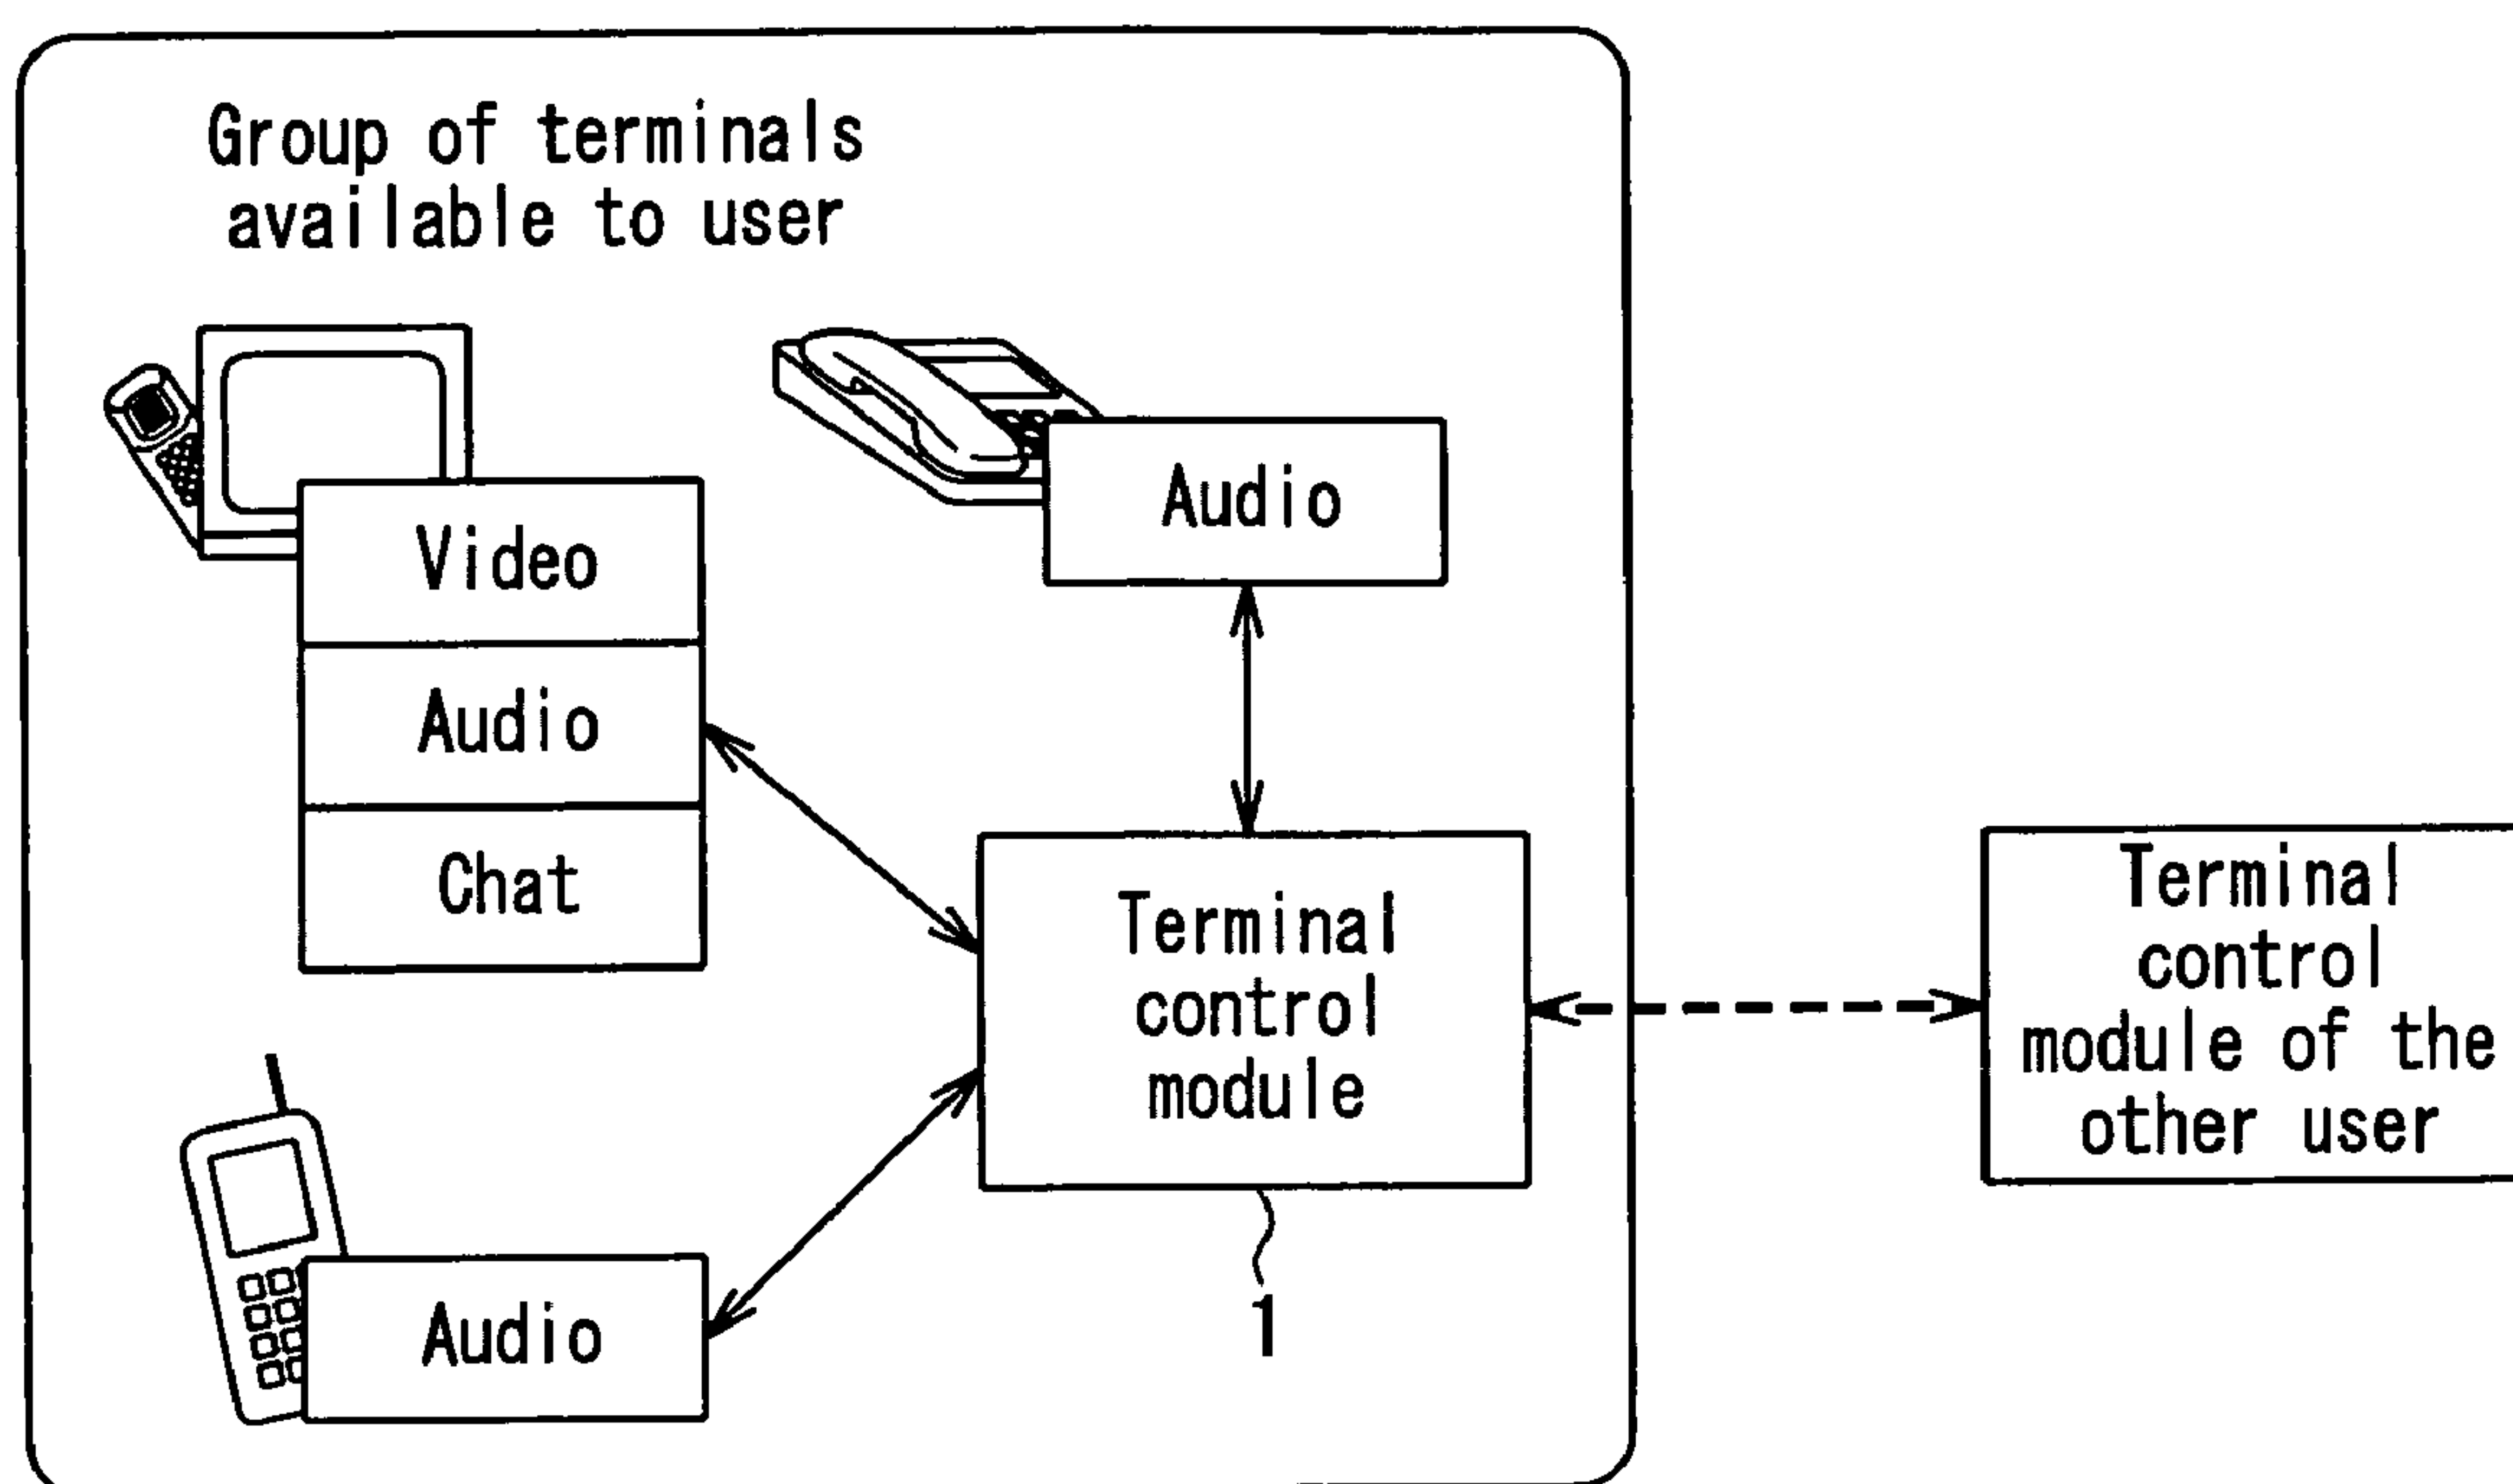 Group of terminals
available to user
Audio
Video
Audio
Chat
Terminal
control
module
Terminal
control
module of the
other user
Audio
1